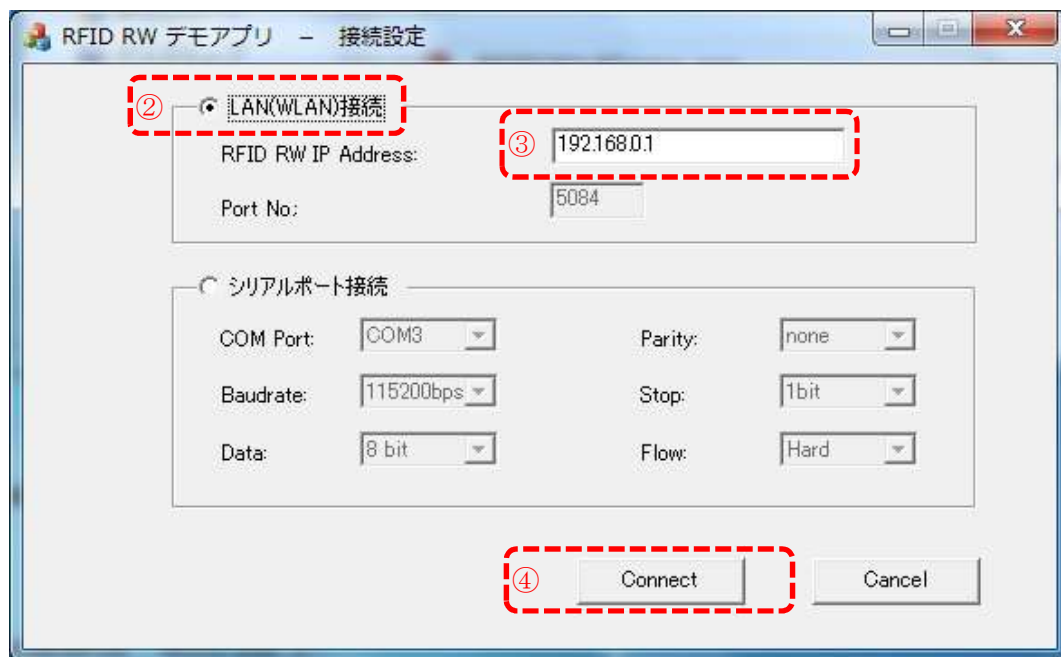 RFID RW デモアプリ － 接続設定
② LAN(WLAN)接続
RFID RW IP Address: ③ 192.168.0.1
Port No: 5084
シリアルポート接続
COM Port: COM3 Parity: none
Baudrate: 115200bps Stop: 1bit
Data: 8 bit Flow: Hard
④ Connect Cancel